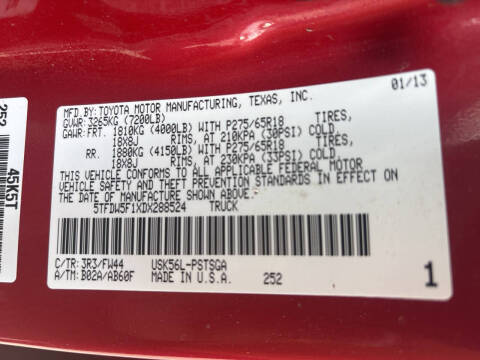 MFD.BY:TOYOTA MOTOR MANUFACTURING, TEXAS, INC. 01/13
GVWR:3265KG (7200LB)
GAWR:FRT. 1810KG (4000LB) WITH P275/65R18 TIRES,
18X8J RIMS, AT 210KPA (30PSI) COLD.
RR. 1880KG (4150LB) WITH P275/65R18 TIRES,
18X8J RIMS, AT 230KPA (33PSI) COLD.
THIS VEHICLE CONFORMS TO ALL APPLICABLE FEDERAL MOTOR
VEHICLE SAFETY AND BUMPER STANDARDS IN EFFECT ON
THE DATE OF MANUFACTURE SHOWN ABOVE.
5TFDW5F1XDX288524 TRUCK
C/TR: 3R3/FW44 USK56L-PSTSGA
A/TM: B02A/AB60F MADE IN U.S.A. 252
1
252
45K5T